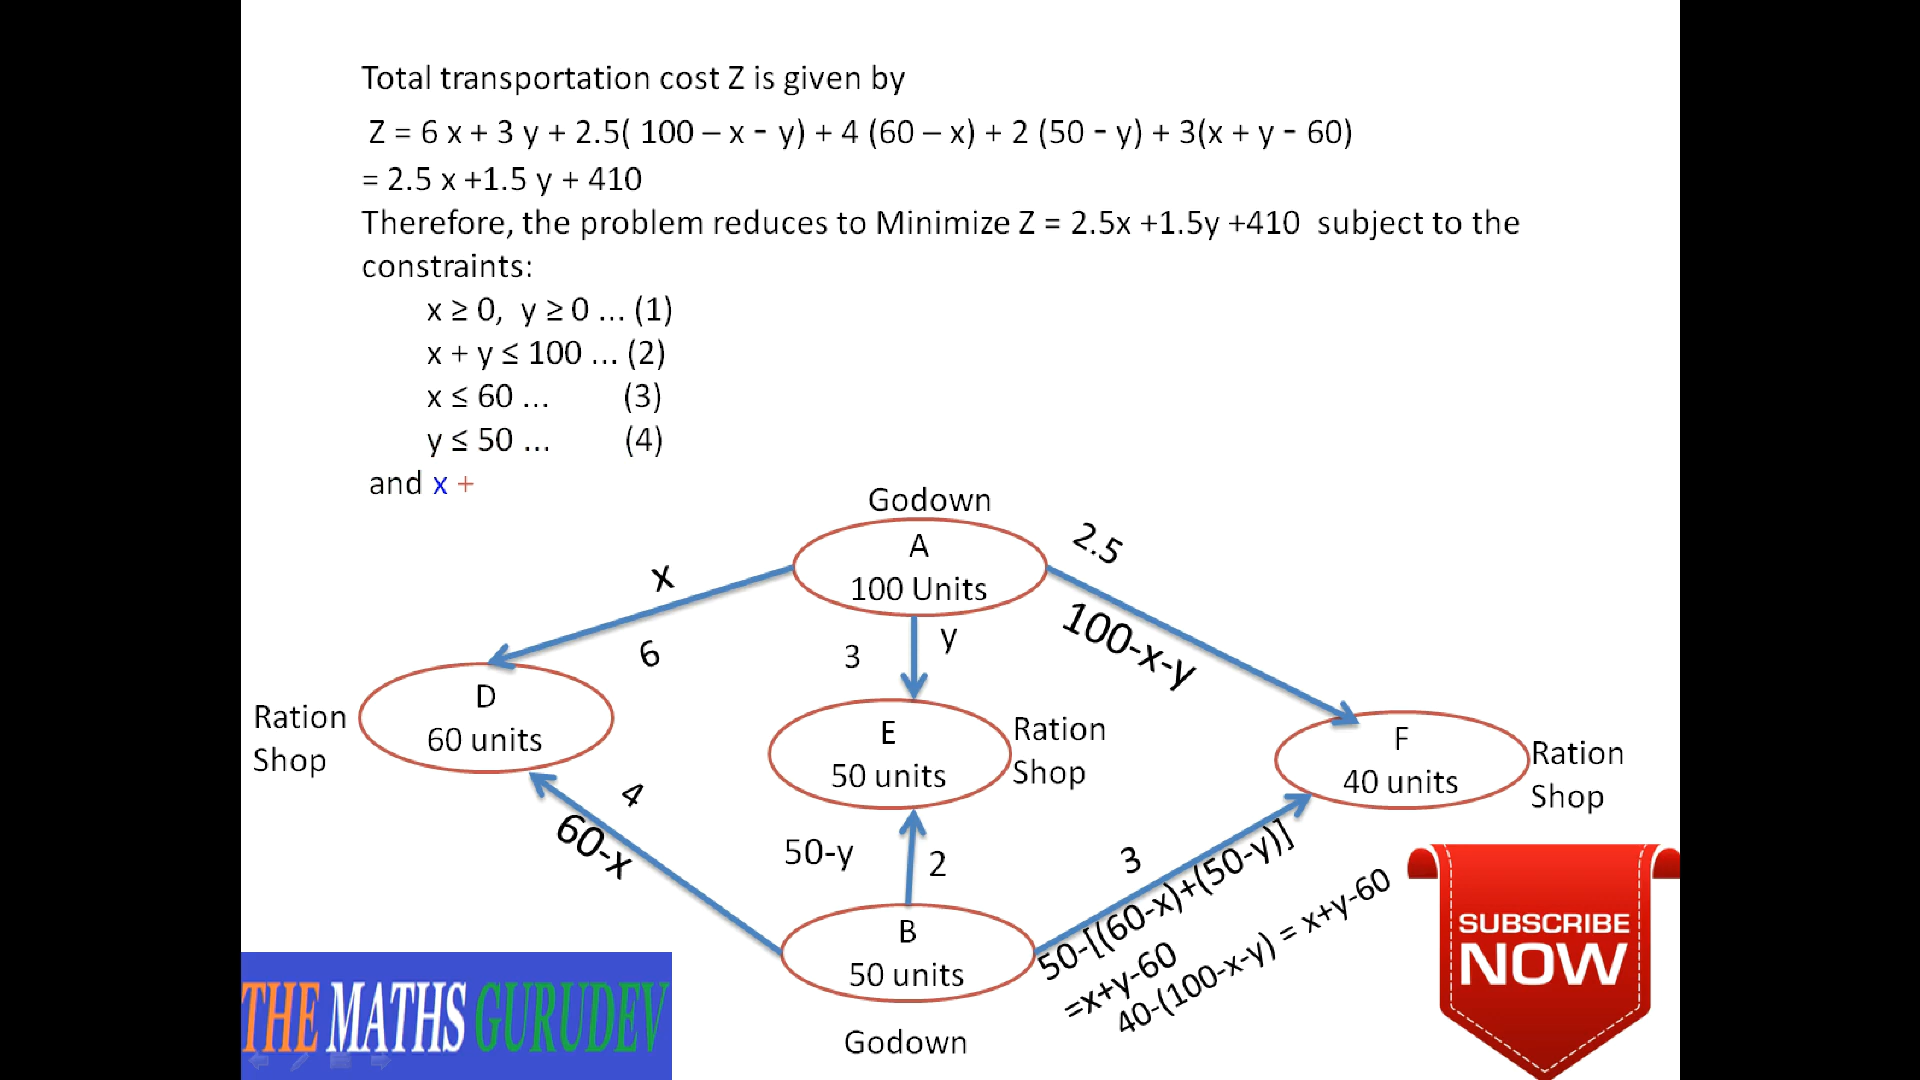 Total transportation cost Z is given by
Z = 6 x + 3 y + 2.5( 100 – x - y) + 4 (60 – x) + 2 (50 - y) + 3(x + y - 60)
= 2.5 x +1.5 y + 410
Therefore, the problem reduces to Minimize Z = 2.5x +1.5y +410 subject to the
constraints:
x ≥ 0, y ≥ 0 ... (1)
x + y ≤ 100 ... (2)
x ≤ 60 ... (3)
y ≤ 50 ... (4)
and x +
Godown
A
100 Units
x
6
3
y
2.5
100-x-y
Ration
Shop
D
60 units
E
50 units
Ration
Shop
F
40 units
Ration
Shop
4
60-x
50-y
2
3
50-[(60-x)+(50-y)]
=x+y-60
40-(100-x-y) = x+y-60
B
50 units
Godown
THE MATHS GURUDEV
SUBSCRIBE
NOW